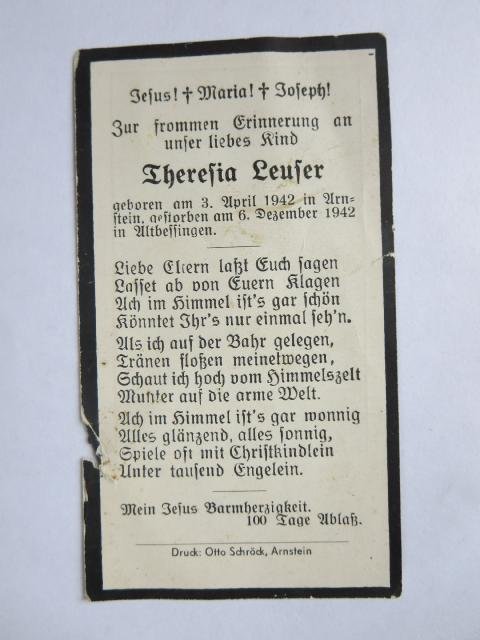 Jesus! † Maria! † Joseph!
Zur frommen Erinnerung an
unser liebes Kind
Theresia Leuser
geboren am 3. April 1942 in Arn=
stein, gestorben am 6. Dezember 1942
in Altbessingen.
Liebe Eltern laßt Euch sagen
Lasset ab von Euern Klagen
Ach im Himmel ist's gar schön
Könntet Ihr's nur einmal seh'n.
Als ich auf der Bahr gelegen,
Tränen floßen meinetwegen,
Schaut ich hoch vom Himmelszelt
Munter auf die arme Welt.
Ach im Himmel ist's gar wonnig
Alles glänzend, alles sonnig,
Spiele oft mit Christkindlein
Unter tausend Engelein.
Mein Jesus Barmherzigkeit.
100 Tage Ablaß.
Druck: Otto Schröck, Arnstein